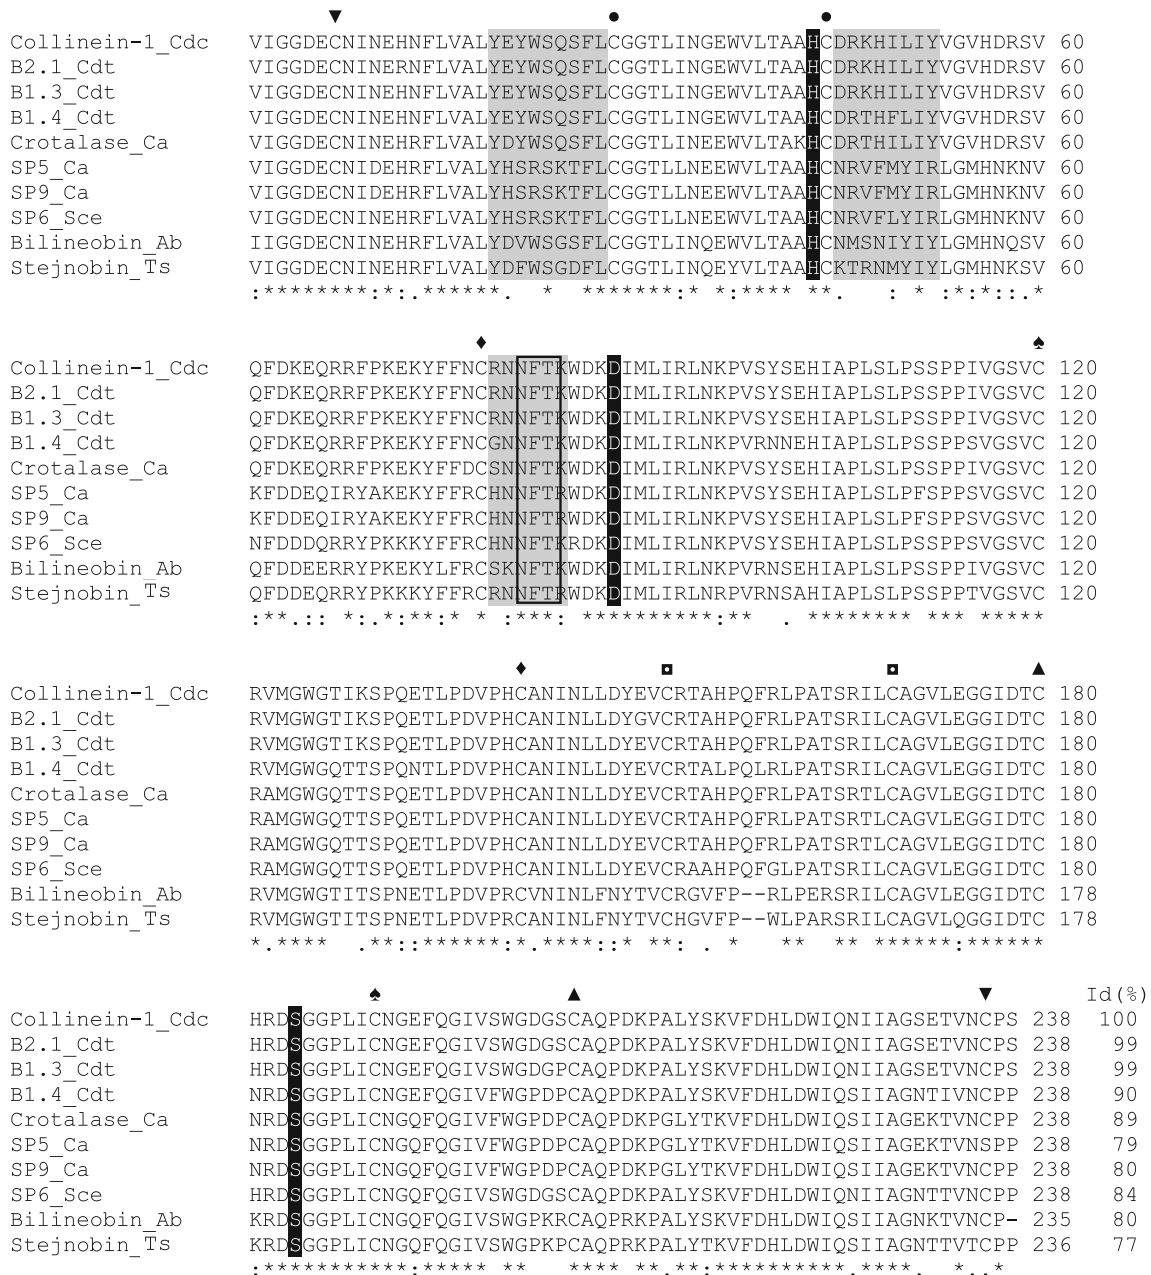 ▼ ● ●
Collinein-1_Cdc VIGGDECNINEHNFLVALYEYWSQSFLCGGTLINGEWVLTAAHCDRKHILIYVGVHDRSV 60
B2.1_Cdt VIGGDECNINERNFLVALYEYWSQSFLCGGTLINGEWVLTAAHCDRKHILIYVGVHDRSV 60
B1.3_Cdt VIGGDECNINEHNFLVALYEYWSQSFLCGGTLINGEWVLTAAHCDRKHILIYVGVHDRSV 60
B1.4_Cdt VIGGDECNINEHNFLVALYEYWSQSFLCGGTLINGEWVLTAAHCDRTHFLIYVGVHDRSV 60
Crotalase_Ca VIGGDECNINEHRFLVALYDYWSQSFLCGGTLINEEWVLTAKHCDRTHILIYVGVHDRSV 60
SP5_Ca VIGGDECNIDEHRFLVALYHSRSKTFLCGGTLLNEEWVLTAAHCNRVFMYIRLGMHNKNV 60
SP9_Ca VIGGDECNIDEHRFLVALYHSRSKTFLCGGTLLNEEWVLTAAHCNRVFMYIRLGMHNKNV 60
SP6_Sce VIGGDECNINEHRFLVALYHSRSKTFLCGGTLLNEEWVLTAAHCNRVFLYIRLGMHNKNV 60
Bilineobin_Ab IIGGDECNINEHRFLVALYDVWSGSFLCGGTLINQEWVLTAAHCNMSNIYIYLGMHNQSV 60
Stejnobin_Ts VIGGDECNINEHRFLVALYDFWSGDFLCGGTLINQEYVLTAAHCKTRNMYIYLGMHNKSV 60
:********:*:.******.  *  *******:* *:**** **.   : * :*:*::.*
♦ ♠
Collinein-1_Cdc QFDKEQRRFPKEKYFFNCRNNFTKWDKDIMLIRLNKPVSYSEHIAPLSLPSSPPIVGSVC 120
B2.1_Cdt QFDKEQRRFPKEKYFFNCRNNFTKWDKDIMLIRLNKPVSYSEHIAPLSLPSSPPIVGSVC 120
B1.3_Cdt QFDKEQRRFPKEKYFFNCRNNFTKWDKDIMLIRLNKPVSYSEHIAPLSLPSSPPIVGSVC 120
B1.4_Cdt QFDKEQRRFPKEKYFFNCGNNFTKWDKDIMLIRLNKPVRNNEHIAPLSLPSSPPSVGSVC 120
Crotalase_Ca QFDKEQRRFPKEKYFFDCSNNFTKWDKDIMLIRLNKPVSYSEHIAPLSLPSSPPIVGSVC 120
SP5_Ca KFDDEQIRYAKEKYFFRCHNNFTRWDKDIMLIRLNKPVSYSEHIAPLSLPFSPPSVGSVC 120
SP9_Ca KFDDEQIRYAKEKYFFRCHNNFTRWDKDIMLIRLNKPVSYSEHIAPLSLPFSPPSVGSVC 120
SP6_Sce NFDDDQRRYPKKKYFFRCHNNFTKRDKDIMLIRLNKPVSYSEHIAPLSLPSSPPSVGSVC 120
Bilineobin_Ab QFDDEERRYPKEKYLFRCSKNFTKWDKDIMLIRLNKPVRNSEHIAPLSLPSSPPIVGSVC 120
Stejnobin_Ts QFDDEQRRYPKKKYFFRCRNNFTRWDKDIMLIRLNRPVRNSAHIAPLSLPSSPPTVGSVC 120
:**.:: *:.*:**:* * :***: **********:**  . ******** *** *****
♦ ◘ ◘ ▲
Collinein-1_Cdc RVMGWGTIKSPQETLPDVPHCANINLLDYEVCRTAHPQFRLPATSRILCAGVLEGGIDTC 180
B2.1_Cdt RVMGWGTIKSPQETLPDVPHCANINLLDYGVCRTAHPQFRLPATSRILCAGVLEGGIDTC 180
B1.3_Cdt RVMGWGTIKSPQETLPDVPHCANINLLDYEVCRTAHPQFRLPATSRILCAGVLEGGIDTC 180
B1.4_Cdt RVMGWGQTTSPQNTLPDVPHCANINLLDYEVCRTALPQLRLPATSRILCAGVLEGGIDTC 180
Crotalase_Ca RAMGWGQTTSPQETLPDVPHCANINLLDYEVCRTAHPQFRLPATSRTLCAGVLEGGIDTC 180
SP5_Ca RAMGWGQTTSPQETLPDVPHCANINLLDYEVCRTAHPQFRLPATSRILCAGVLEGGIDTC 180
SP9_Ca RAMGWGQTTSPQETLPDVPHCANINLLDYEVCRTAHPQFRLPATSRILCAGVLEGGIDTC 180
SP6_Sce RAMGWGQTTSPQETLPDVPHCANINLLDYEVCRAAHPQFGLPATSRILCAGVLEGGIDTC 180
Bilineobin_Ab RVMGWGTITSPNETLPDVPRCVNINLFNYTVCRGVFP--RLPERSRILCAGVLEGGIDTC 178
Stejnobin_Ts RVMGWGTITSPNETLPDVPRCANINLFNYTVCHGVFP--WLPARSRILCAGVLQGGIDTC 178
*.****  .**::******:*.****::* **: . *   **  ** ******:******
♠ ▲ ▼ Id(%)
Collinein-1_Cdc HRDSGGPLICNGEFQGIVSWGDGSCAQPDKPALYSKVFDHLDWIQNIIAGSETVNCPS 238 100
B2.1_Cdt HRDSGGPLICNGEFQGIVSWGDGSCAQPDKPALYSKVFDHLDWIQNIIAGSETVNCPS 238 99
B1.3_Cdt HRDSGGPLICNGEFQGIVSWGDGPCAQPDKPALYSKVFDHLDWIQNIIAGSETVNCPS 238 99
B1.4_Cdt NRDSGGPLICNGEFQGIVFWGPDPCAQPDKPALYSKVFDHLDWIQNIIAGNTIVNCPP 238 90
Crotalase_Ca NRDSGGPLICNGQFQGIVFWGPDPCAQPDKPGLYTKVFDHLDWIQSIIAGEKTVNCPP 238 89
SP5_Ca NRDSGGPLICNGQFQGIVFWGPDPCAQPDKPGLYTKVFDHLDWIQSIIAGEKTVNSPP 238 79
SP9_Ca NRDSGGPLICNGQFQGIVFWGPDPCAQPDKPGLYTKVFDHLDWIQSIIAGEKTVNCPP 238 80
SP6_Sce HRDSGGPLICNGQFQGIVSWGDGSCAQPDKPALYSKVFDHLDWIQNIIAGNTTVNCPP 238 84
Bilineobin_Ab KRDSGGPLICNGQFQGIVSWGPKRCAQPRKPALYTKVFDHLDWIQSIIAGNKTVNCP- 235 80
Stejnobin_Ts KRDSGGPLICNGQFQGIVSWGPKPCAQPRKPALYTKVFDHLDWIQSIIAGNTTVTCPP 236 77
:***********:***** **   **** **.**:**********.****.  *..*